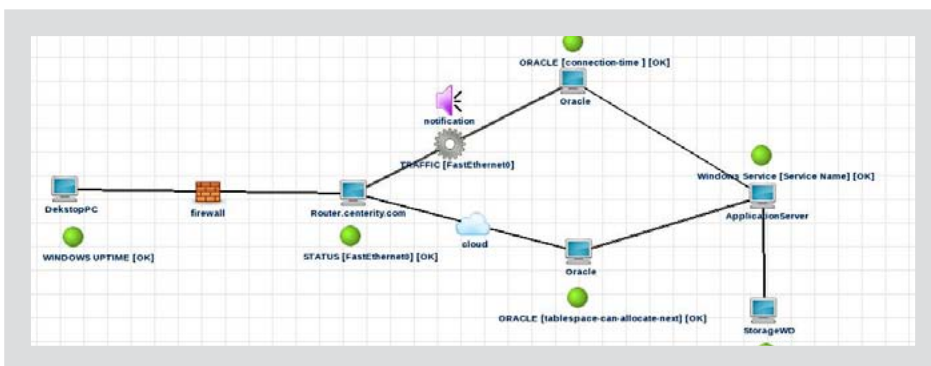 ORACLE [connection-time ] [OK]
Oracle
notification
TRAFFIC [FastEthernet0]
Windows Service [Service Name] [OK]
DekstopPC
firewall
Router.centerity.com
ApplicationServer
cloud
WINDOWS UPTIME [OK]
STATUS [FastEthernet0] [OK]
Oracle
ORACLE [tablespace-can-allocate-next] [OK]
StorageWD